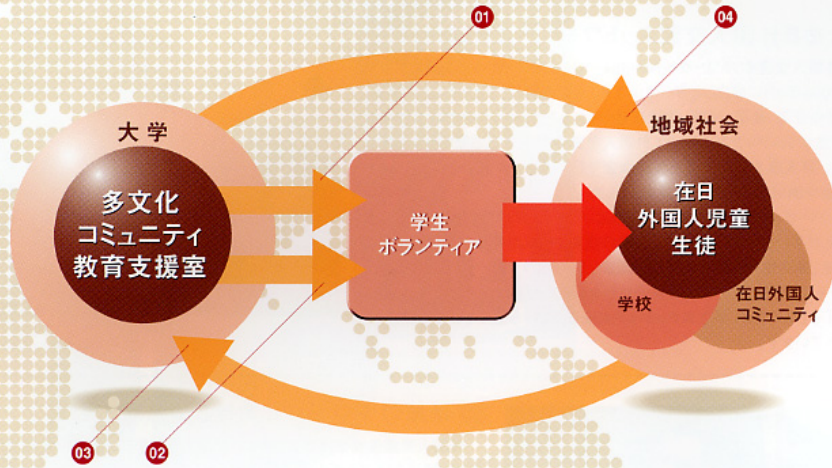 01
04
大学
地域社会
多文化
コミュニティ
教育支援室
学生
ボランティア
在日
外国人児童
生徒
学校
在日外国人
コミュニティ
03
02